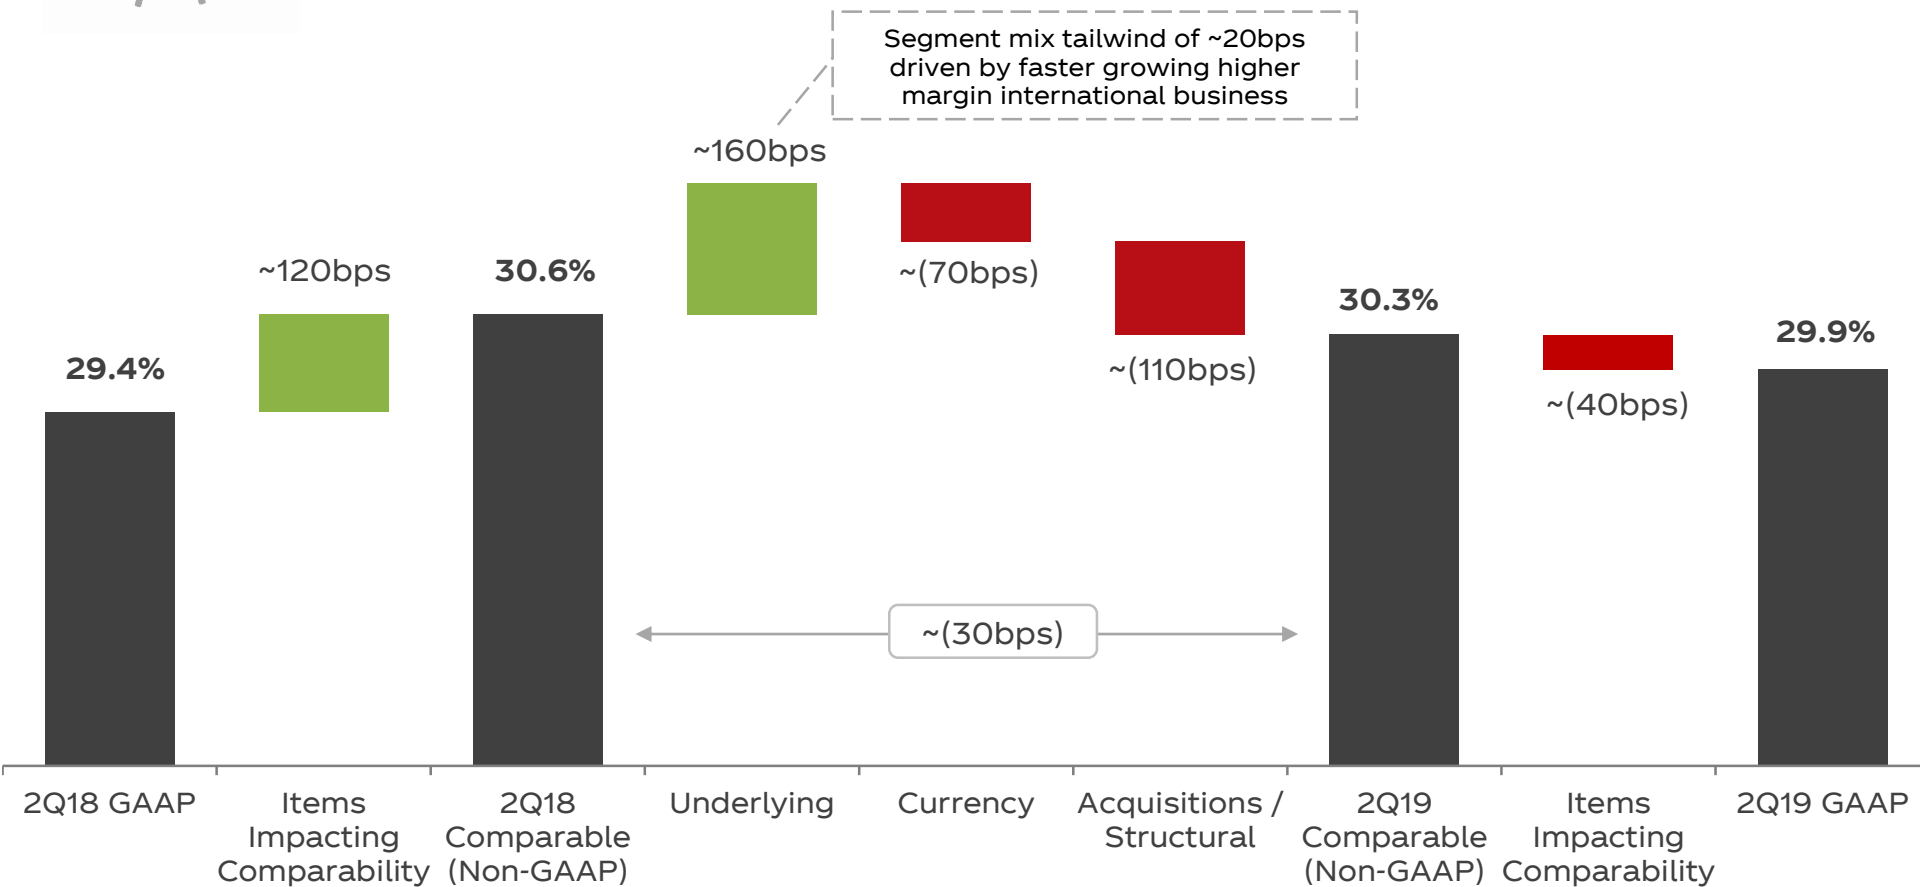 Segment mix tailwind of ~20bps
driven by faster growing higher
margin international business
~160bps
~120bps
30.6%
~(70bps)
30.3%
29.9%
29.4%
~(110bps)
~(40bps)
~(30bps)
2Q18 GAAP
Items
Impacting
Comparability
2Q18
Comparable
(Non-GAAP)
Underlying
Currency
Acquisitions /
Structural
2Q19
Comparable
(Non-GAAP)
Items
Impacting
Comparability
2Q19 GAAP